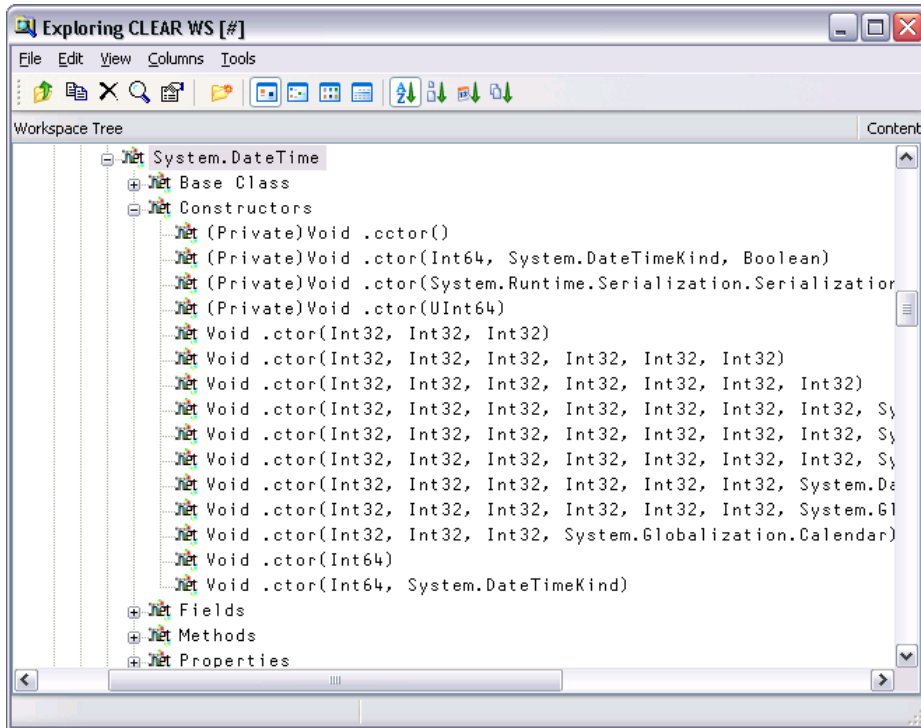 Exploring CLEAR WS [#]
File Edit View Columns Tools
Workspace Tree Content
System.DateTime
Base Class
Constructors
(Private)Void .cctor()
(Private)Void .ctor(Int64, System.DateTimeKind, Boolean)
(Private)Void .ctor(System.Runtime.Serialization.Serialization
(Private)Void .ctor(UInt64)
Void .ctor(Int32, Int32, Int32)
Void .ctor(Int32, Int32, Int32, Int32, Int32, Int32)
Void .ctor(Int32, Int32, Int32, Int32, Int32, Int32, Int32)
Void .ctor(Int32, Int32, Int32, Int32, Int32, Int32, Int32, Sy
Void .ctor(Int32, Int32, Int32, Int32, Int32, Int32, Int32, Sy
Void .ctor(Int32, Int32, Int32, Int32, Int32, Int32, Int32, Sy
Void .ctor(Int32, Int32, Int32, Int32, Int32, Int32, System.Da
Void .ctor(Int32, Int32, Int32, Int32, Int32, Int32, System.Gl
Void .ctor(Int32, Int32, Int32, System.Globalization.Calendar)
Void .ctor(Int64)
Void .ctor(Int64, System.DateTimeKind)
Fields
Methods
Properties